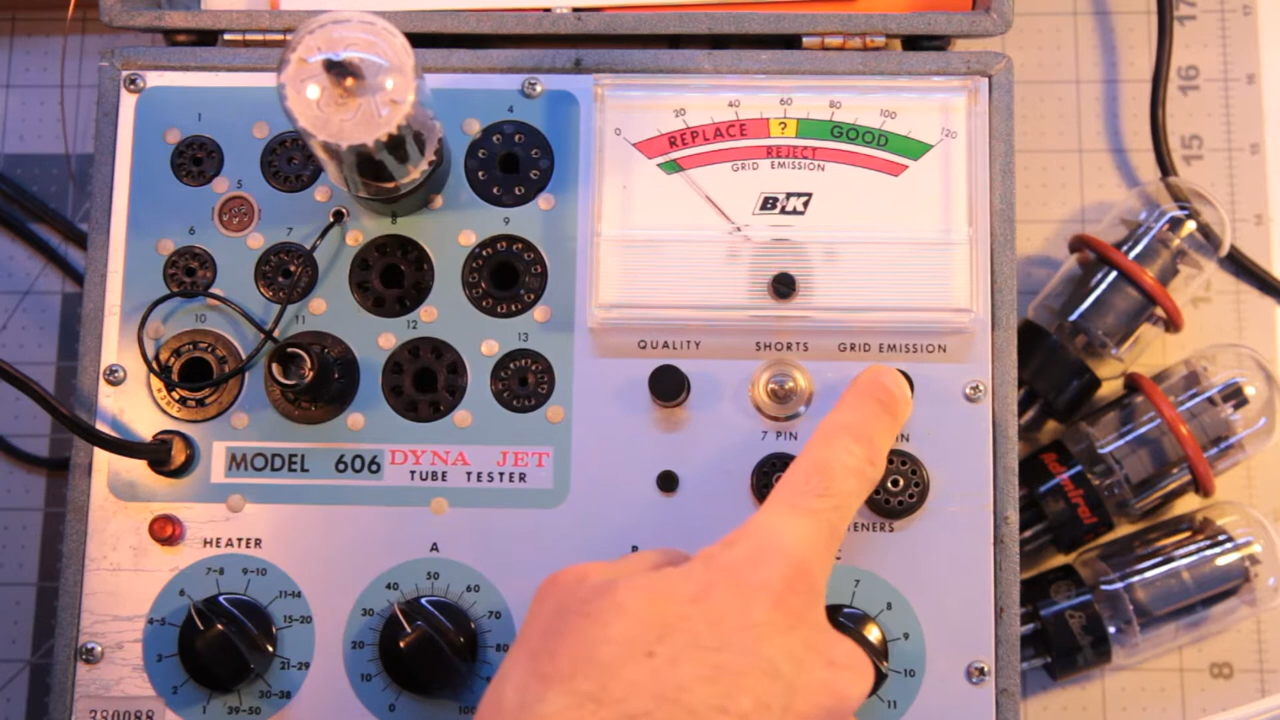 1
4
5
6
7
8
9
10
11
12
13
MODEL 606 DYNA JET
TUBE TESTER
0 20 40 60 80 100 120
REPLACE ? GOOD
REJECT
GRID EMISSION
B&K
QUALITY SHORTS GRID EMISSION
7 PIN
HEATER
1 2 3 4-5 6 7-8 9-10 11-14 15-20 21-29 30-38 39-50
A
0 10 20 30 40 50 60 70 80 100
7 8 9 10 11
380088
Admiral
17
16
15
14
8